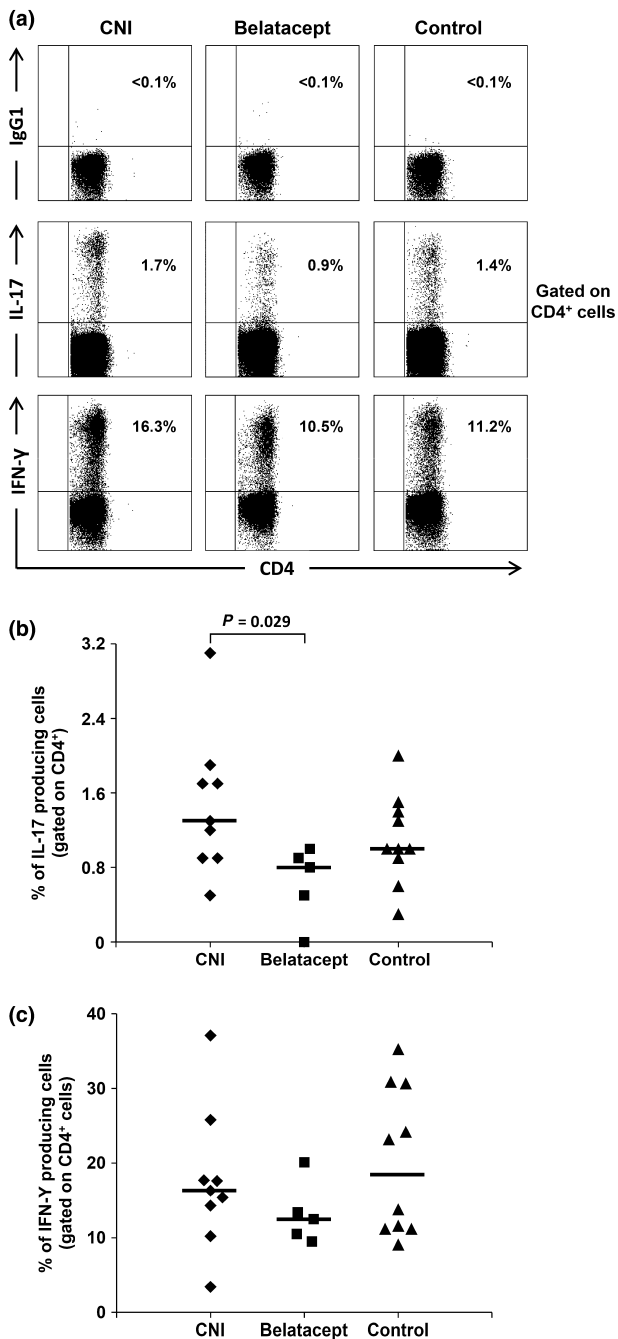 (a)
CNI Belatacept Control
IgG1
<0.1% <0.1% <0.1%
IL-17
1.7% 0.9% 1.4%
Gated on
CD4⁺ cells
IFN-γ
16.3% 10.5% 11.2%
CD4
(b)
P = 0.029
% of IL-17 producing cells
(gated on CD4⁺)
3.2
2.4
1.6
0.8
0
CNI Belatacept Control
(c)
% of IFN-Y producing cells
(gated on CD4⁺ cells)
40
30
20
10
0
CNI Belatacept Control